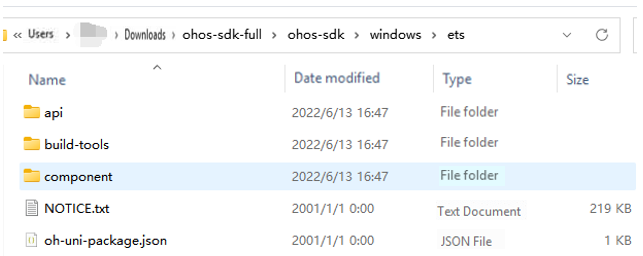 « Users > > Downloads > ohos-sdk-full > ohos-sdk > windows > ets
Name Date modified Type Size
api 2022/6/13 16:47 File folder
build-tools 2022/6/13 16:47 File folder
component 2022/6/13 16:47 File folder
NOTICE.txt 2001/1/1 0:00 Text Document 219 KB
oh-uni-package.json 2001/1/1 0:00 JSON File 1 KB